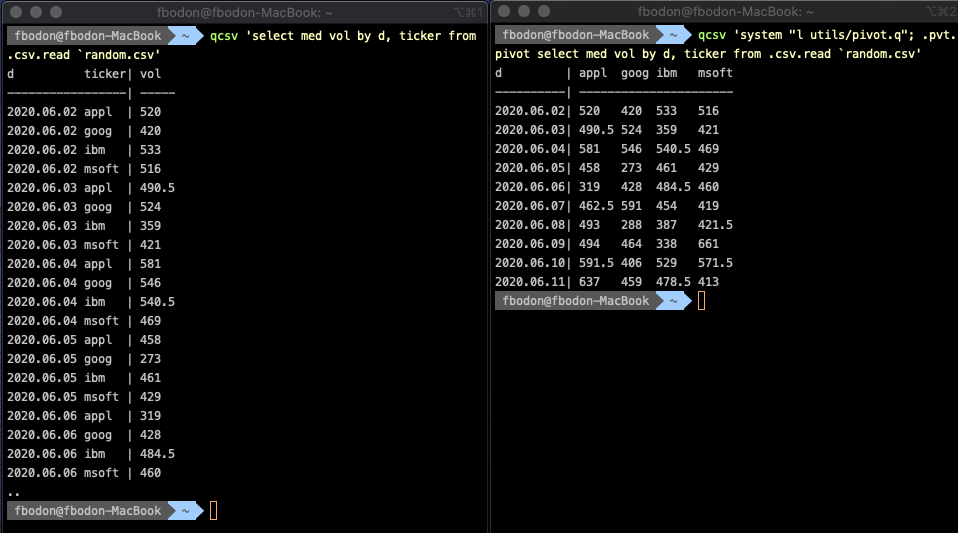 fbodon@fbodon-MacBook: ~
⌥⌘1
fbodon@fbodon-MacBook ~ qcsv 'select med vol by d, ticker from
.csv.read `random.csv'
d ticker| vol
-----------------| -----
2020.06.02 appl | 520
2020.06.02 goog | 420
2020.06.02 ibm | 533
2020.06.02 msoft | 516
2020.06.03 appl | 490.5
2020.06.03 goog | 524
2020.06.03 ibm | 359
2020.06.03 msoft | 421
2020.06.04 appl | 581
2020.06.04 goog | 546
2020.06.04 ibm | 540.5
2020.06.04 msoft | 469
2020.06.05 appl | 458
2020.06.05 goog | 273
2020.06.05 ibm | 461
2020.06.05 msoft | 429
2020.06.06 appl | 319
2020.06.06 goog | 428
2020.06.06 ibm | 484.5
2020.06.06 msoft | 460
..
fbodon@fbodon-MacBook ~
fbodon@fbodon-MacBook: ~
⌥⌘2
fbodon@fbodon-MacBook ~ qcsv 'system "l utils/pivot.q"; .pvt.
pivot select med vol by d, ticker from .csv.read `random.csv'
d | appl goog ibm msoft
----------| ----------------------
2020.06.02| 520 420 533 516
2020.06.03| 490.5 524 359 421
2020.06.04| 581 546 540.5 469
2020.06.05| 458 273 461 429
2020.06.06| 319 428 484.5 460
2020.06.07| 462.5 591 454 419
2020.06.08| 493 288 387 421.5
2020.06.09| 494 464 338 661
2020.06.10| 591.5 406 529 571.5
2020.06.11| 637 459 478.5 413
fbodon@fbodon-MacBook ~